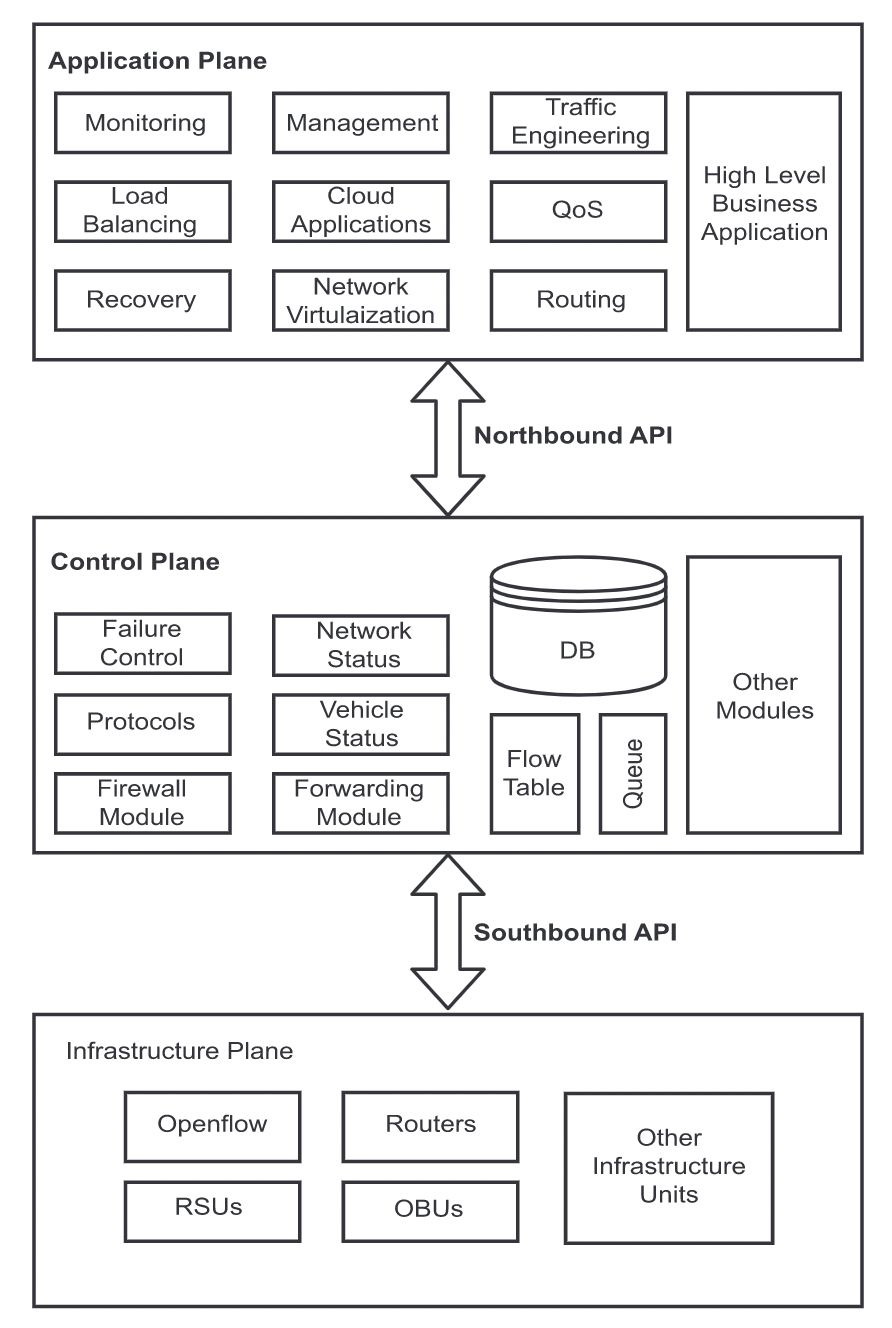 Application Plane
Monitoring
Management
Traffic
Engineering
High Level
Business
Application
Load
Balancing
Cloud
Applications
QoS
Recovery
Network
Virtulaization
Routing
Northbound API
Control Plane
Failure
Control
Network
Status
DB
Other
Modules
Protocols
Vehicle
Status
Flow
Table
Queue
Firewall
Module
Forwarding
Module
Southbound API
Infrastructure Plane
Openflow
Routers
Other
Infrastructure
Units
RSUs
OBUs